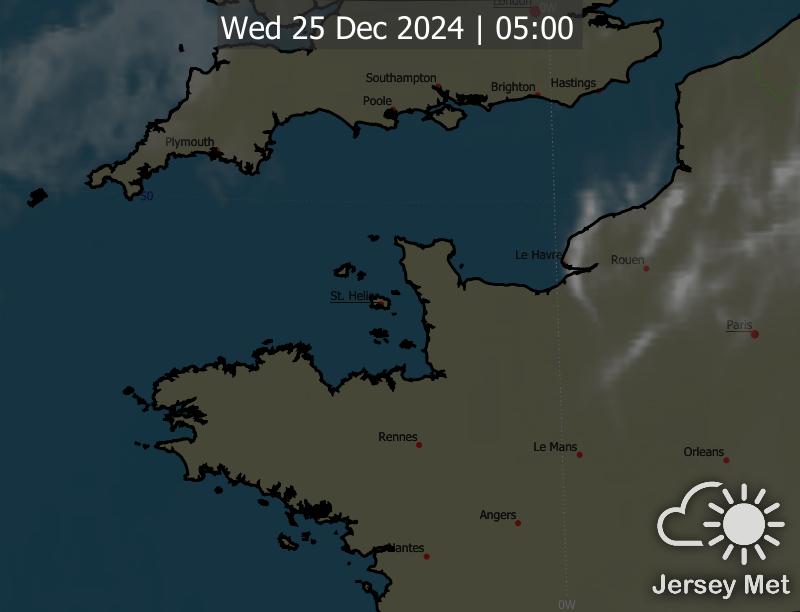 London
0W
Wed 25 Dec 2024 | 05:00
Southampton
Brighton
Hastings
Poole
Plymouth
50
Le Havre
Rouen
St. Helier
Paris
Rennes
Le Mans
Orleans
Angers
Nantes
Jersey Met
0W